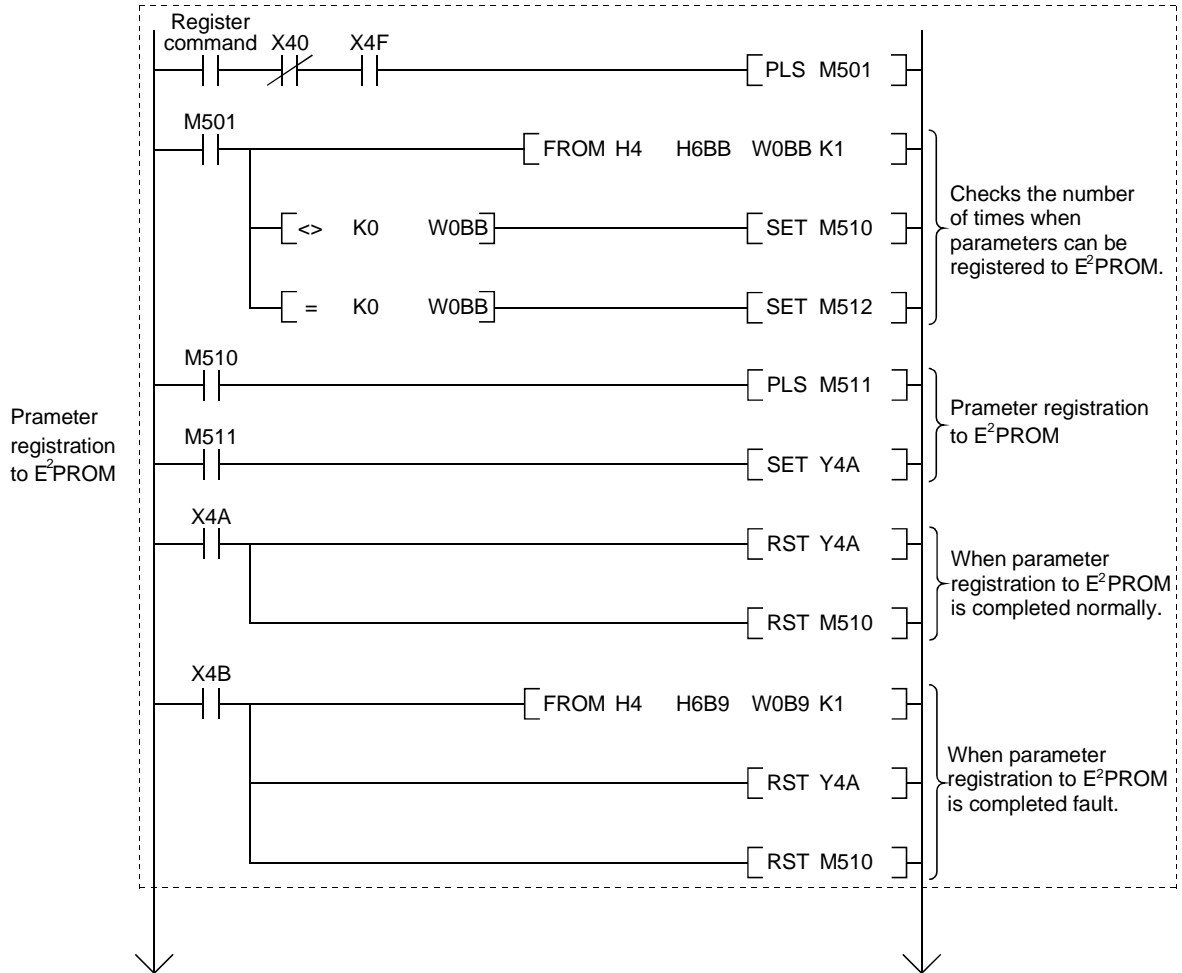 Register
command X40 X4F
PLS M501
M501
FROM H4 H6BB W0BB K1
<> K0 W0BB
SET M510
= K0 W0BB
SET M512
Checks the number
of times when
parameters can be
registered to E²PROM.
M510
PLS M511
M511
SET Y4A
Prameter registration
to E²PROM
Prameter
registration
to E²PROM
X4A
RST Y4A
RST M510
When parameter
registration to E²PROM
is completed normally.
X4B
FROM H4 H6B9 W0B9 K1
RST Y4A
RST M510
When parameter
registration to E²PROM
is completed fault.